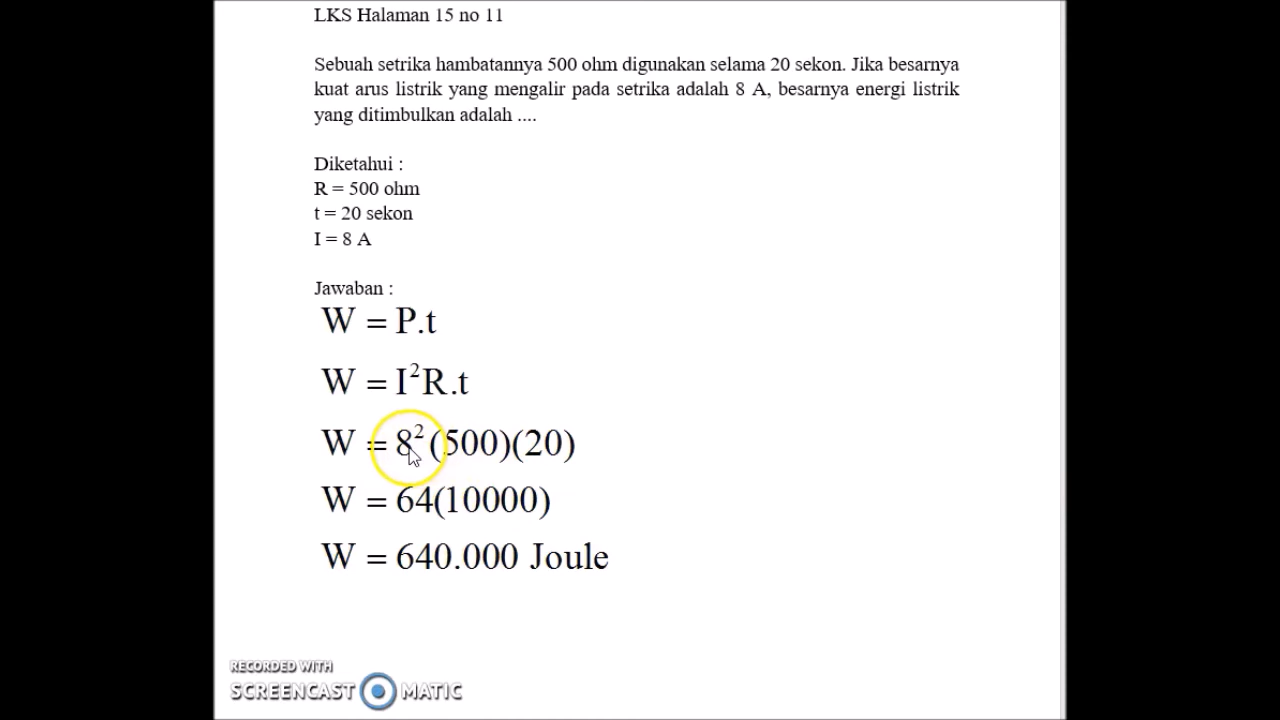 LKS Halaman 15 no 11
Sebuah setrika hambatannya 500 ohm digunakan selama 20 sekon. Jika besarnya
kuat arus listrik yang mengalir pada setrika adalah 8 A, besarnya energi listrik
yang ditimbulkan adalah ....
Diketahui :
R = 500 ohm
t = 20 sekon
I = 8 A
Jawaban :
W = P.t
W = I²R.t
W = 8²(500)(20)
W = 64(10000)
W = 640.000 Joule
RECORDED WITH
SCREENCAST MATIC